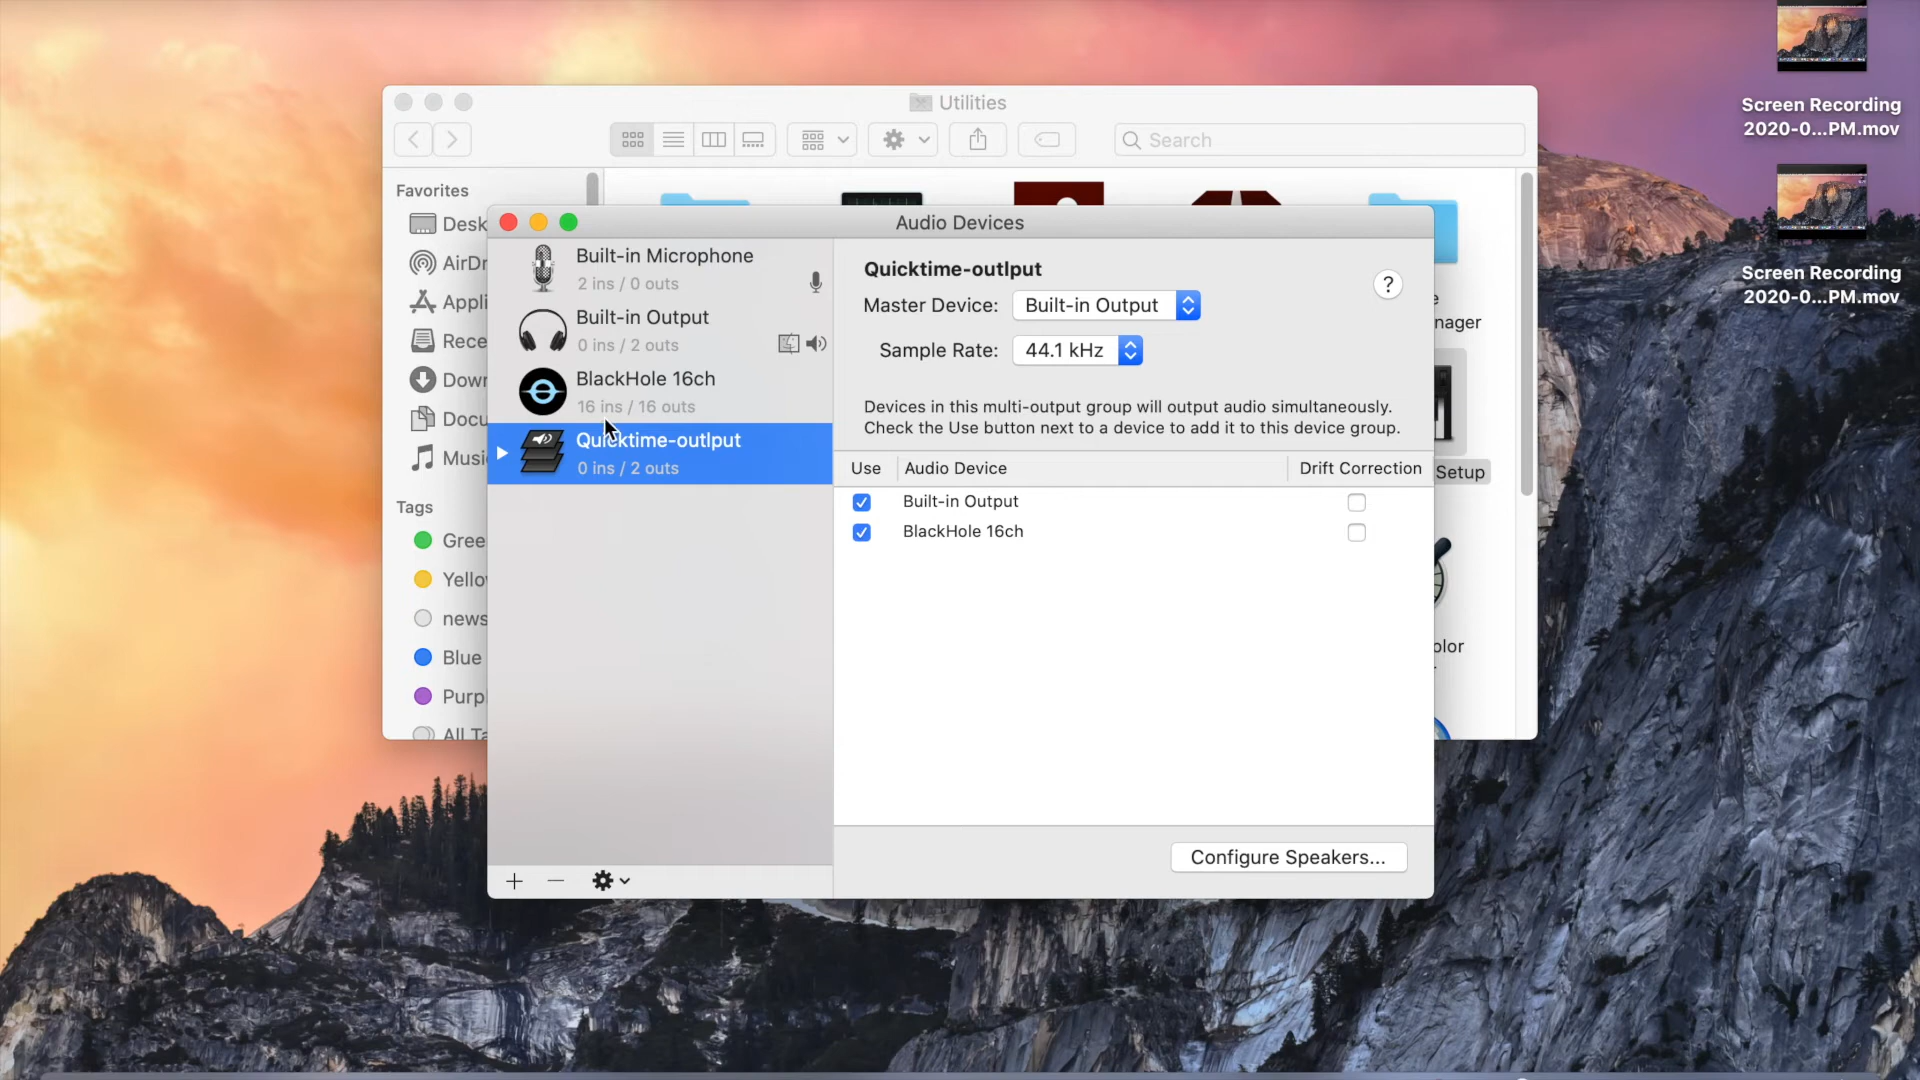 Screen Recording
2020-0...PM.mov
Screen Recording
2020-0...PM.mov
Utilities
Search
Favorites
Desk
AirDr
Appli
Rece
Down
Docu
Musi
Tags
Gree
Yello
news
Blue
Purp
All Ta
nager
Setup
olor
Audio Devices
Built-in Microphone
2 ins / 0 outs
Built-in Output
0 ins / 2 outs
BlackHole 16ch
16 ins / 16 outs
Quicktime-outlput
0 ins / 2 outs
Quicktime-outlput
?
Master Device: Built-in Output
Sample Rate: 44.1 kHz
Devices in this multi-output group will output audio simultaneously.
Check the Use button next to a device to add it to this device group.
Use Audio Device Drift Correction
Built-in Output
BlackHole 16ch
Configure Speakers...